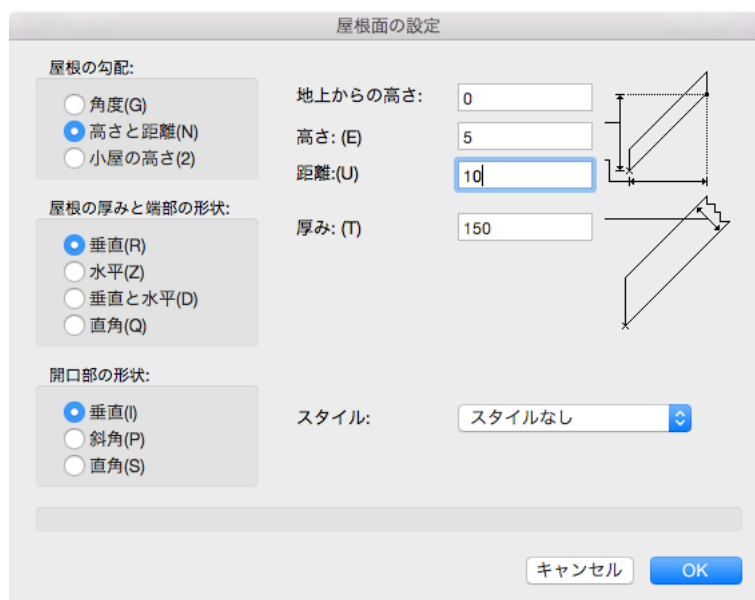 屋根面の設定
屋根の勾配:
角度(G)
高さと距離(N)
小屋の高さ(2)
地上からの高さ: 0
高さ: (E) 5
距離:(U) 10
屋根の厚みと端部の形状:
垂直(R)
水平(Z)
垂直と水平(D)
直角(Q)
厚み: (T) 150
開口部の形状:
垂直(I)
斜角(P)
直角(S)
スタイル: スタイルなし
キャンセル OK